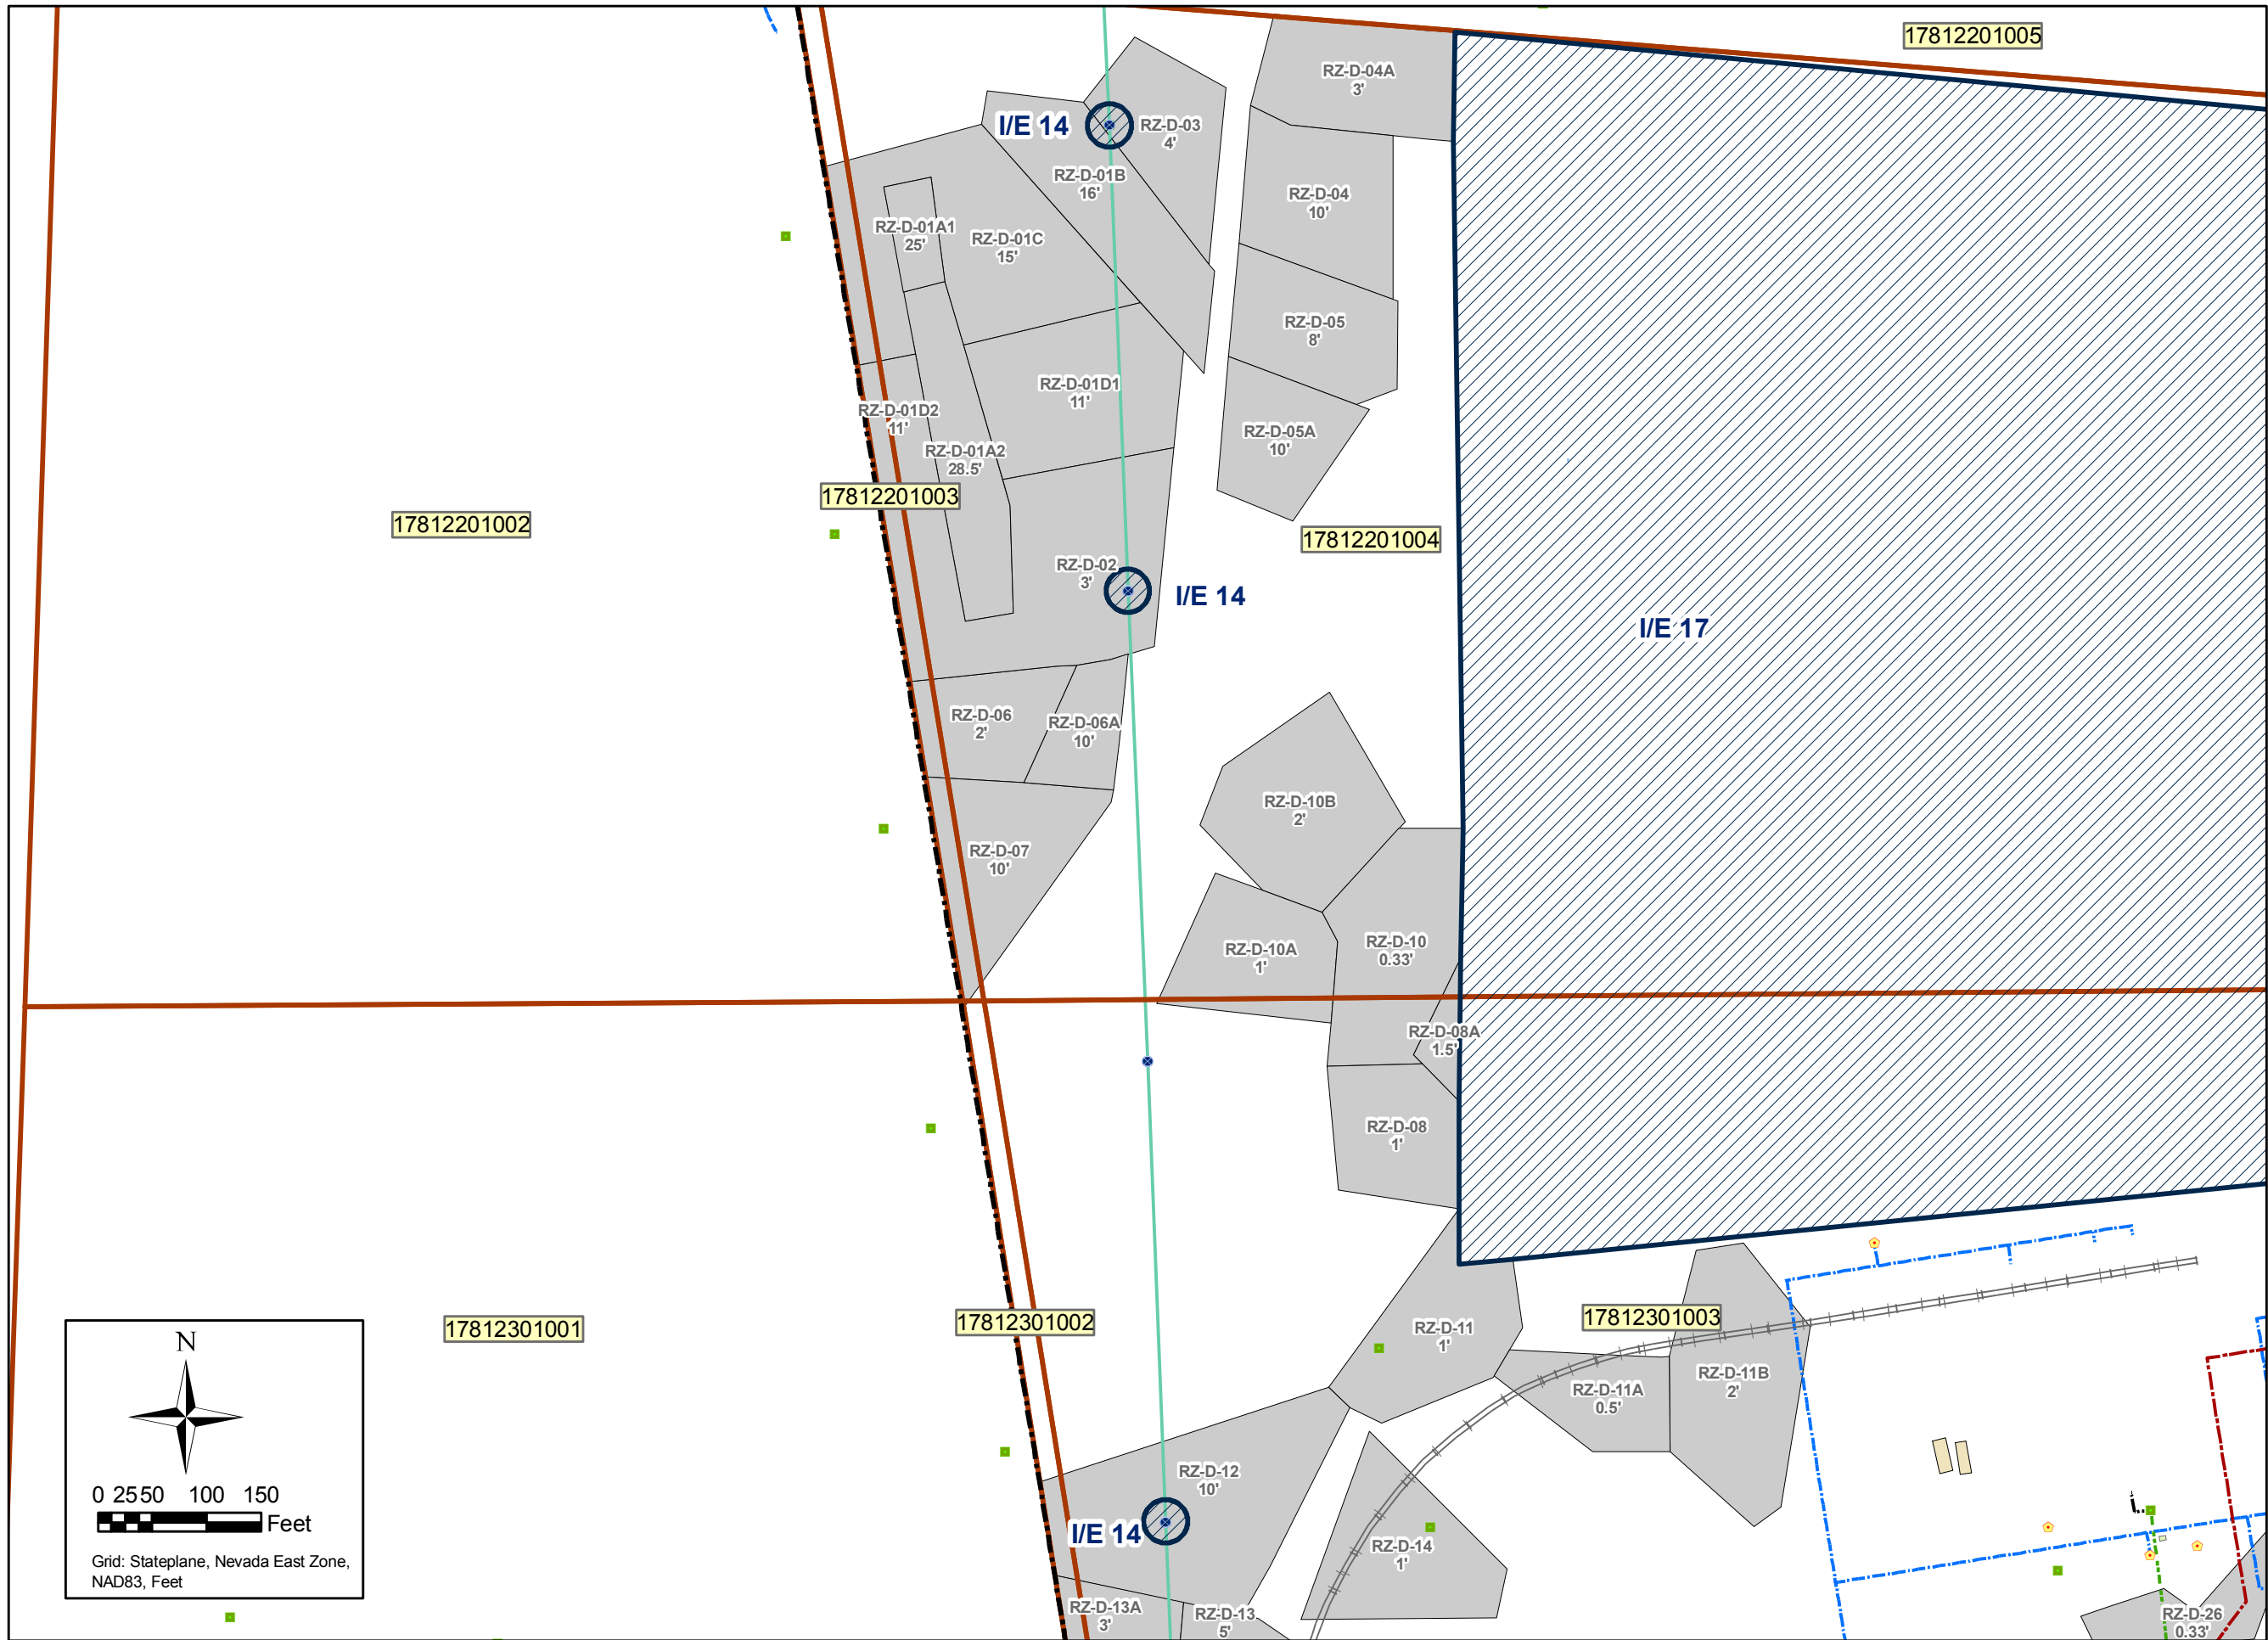 17812201005
RZ-D-04A
3'
I/E 14
RZ-D-03
4'
RZ-D-01B
16'
RZ-D-04
10'
RZ-D-01A1
25'
RZ-D-01C
15'
RZ-D-05
8'
RZ-D-01D1
11'
RZ-D-01D2
11'
RZ-D-05A
10'
RZ-D-01A2
28.5'
17812201003
17812201002
17812201004
RZ-D-02
3'
I/E 14
I/E 17
RZ-D-06
2'
RZ-D-06A
10'
RZ-D-10B
2'
RZ-D-07
10'
RZ-D-10A
1'
RZ-D-10
0.33'
RZ-D-08A
1.5'
RZ-D-08
1'
17812301001
17812301002
17812301003
RZ-D-11
1'
RZ-D-11A
0.5'
RZ-D-11B
2'
RZ-D-12
10'
I/E 14
RZ-D-14
1'
RZ-D-13A
3'
RZ-D-13
5'
RZ-D-26
0.33'
N
0 25 50 100 150
Feet
Grid: Stateplane, Nevada East Zone,
NAD83, Feet